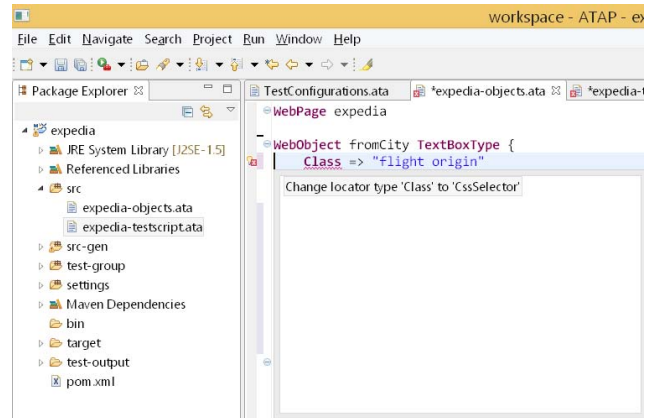 workspace - ATAP - ex
File Edit Navigate Search Project Run Window Help
Package Explorer
TestConfigurations.ata
*expedia-objects.ata
*expedia-t
WebPage expedia
expedia
JRE System Library [J2SE-1.5]
Referenced Libraries
src
expedia-objects.ata
expedia-testscript.ata
src-gen
test-group
settings
Maven Dependencies
bin
target
test-output
pom.xml
WebObject fromCity TextBoxType {
Class => "flight origin"
Change locator type 'Class' to 'CssSelector'